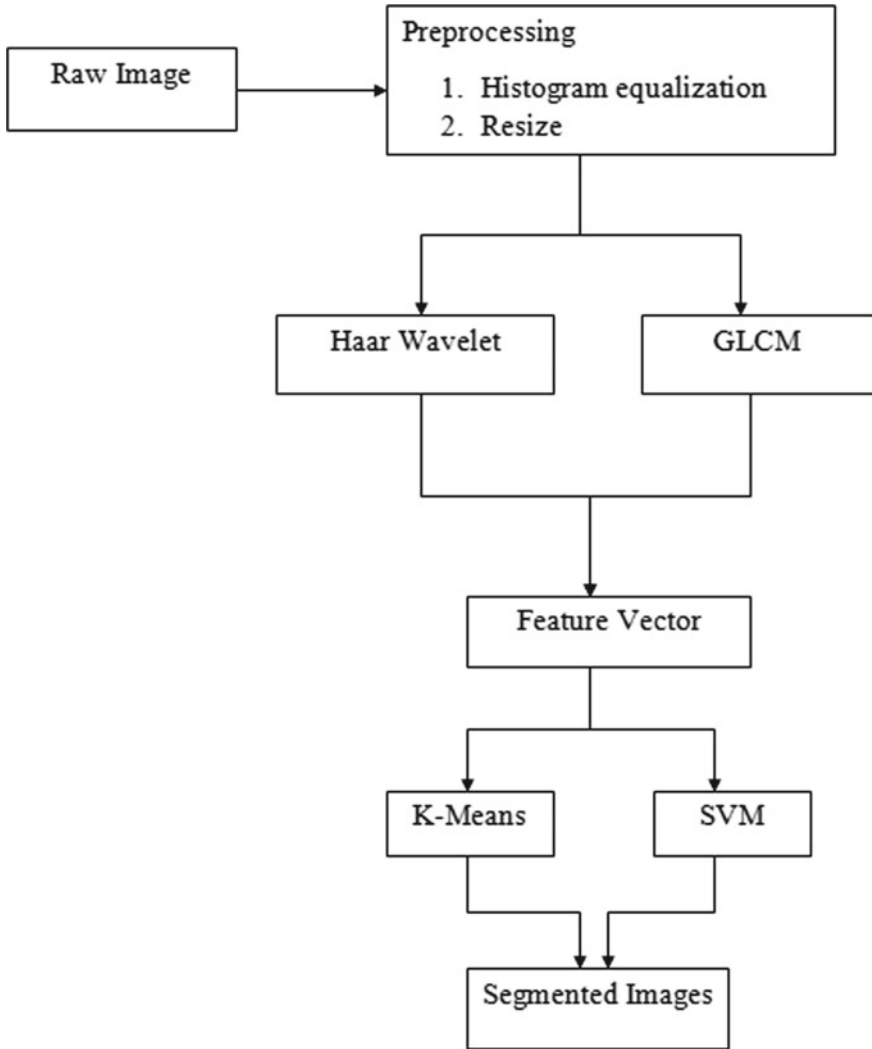 Raw Image
Preprocessing
1. Histogram equalization
2. Resize
Haar Wavelet
GLCM
Feature Vector
K-Means
SVM
Segmented Images